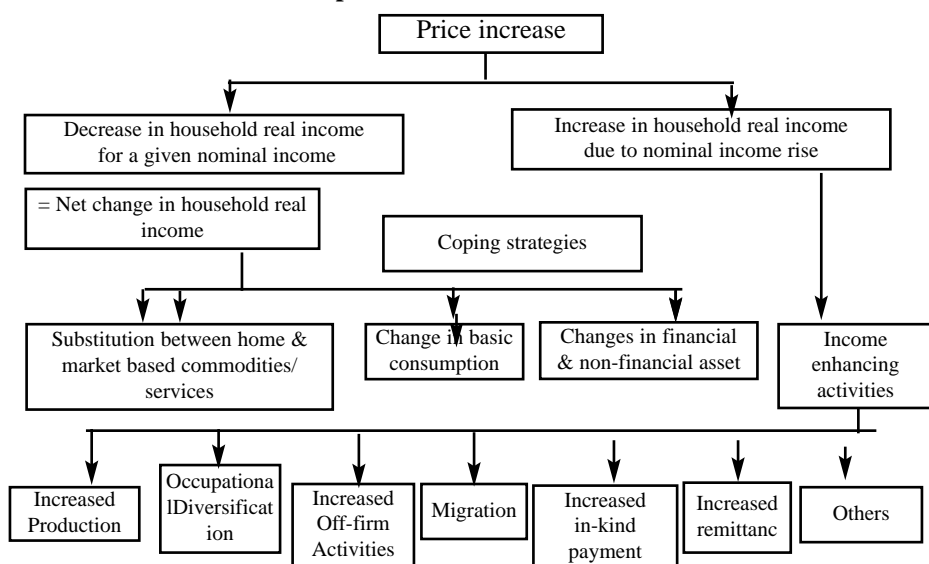 Price increase
Decrease in household real income
for a given nominal income
Increase in household real income
due to nominal income rise
= Net change in household real
income
Coping strategies
Substitution between home &
market based commodities/
services
Change in basic
consumption
Changes in financial
& non-financial asset
Income
enhancing
activities
Increased
Production
Occupationa
lDiversificat
ion
Increased
Off-firm
Activities
Migration
Increased
in-kind
payment
Increased
remittanc
Others